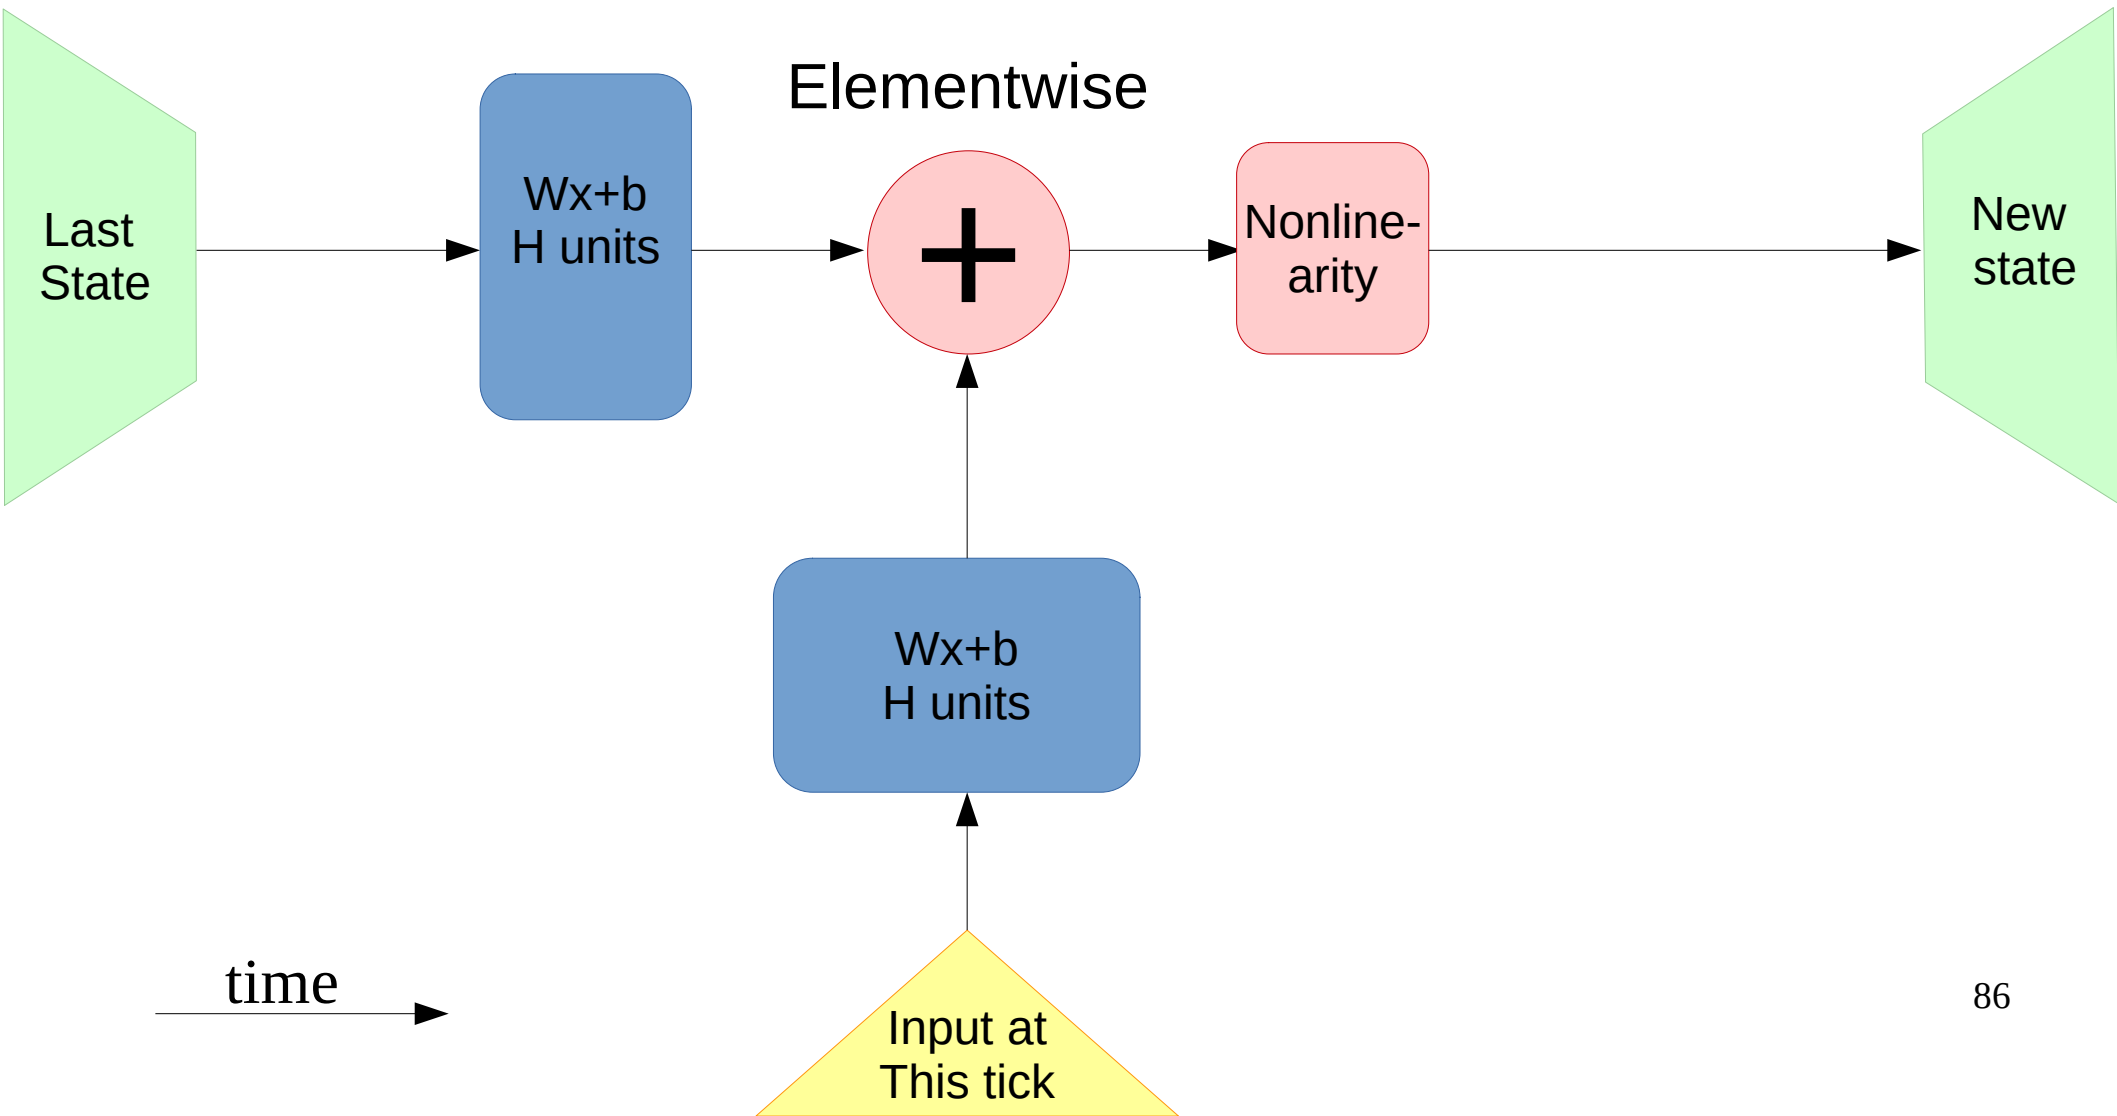 Elementwise
Last
State
Wx+b
H units
+
Nonline-
arity
New
state
Wx+b
H units
time
Input at
This tick
86